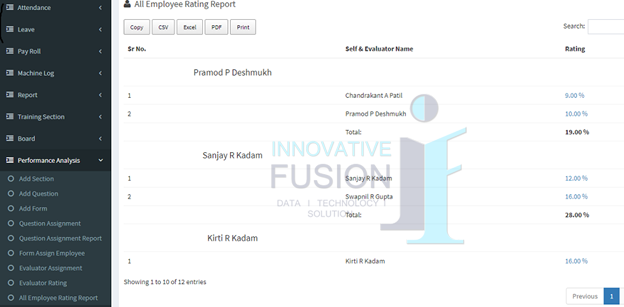 All Employee Rating Report
Attendance
Leave
Pay Roll
Machine Log
Report
Training Section
Board
Performance Analysis
Add Section
Add Question
Add Form
Question Assignment
Question Assignment Report
Form Assign Employee
Evaluator Assignment
Evaluator Rating
All Employee Rating Report
Copy CSV Excel PDF Print
Search:
Sr No. Self & Evaluator Name Rating
Pramod P Deshmukh
1 Chandrakant A Patil 9.00 %
2 Pramod P Deshmukh 10.00 %
Total: 19.00 %
Sanjay R Kadam
1 Sanjay R Kadam 12.00 %
2 Swapnil R Gupta 16.00 %
Total: 28.00 %
Kirti R Kadam
1 Kirti R Kadam 16.00 %
Showing 1 to 10 of 12 entries
Previous 1
INNOVATIVE
FUSION
DATA I TECHNOLOGY I
SOLUTION